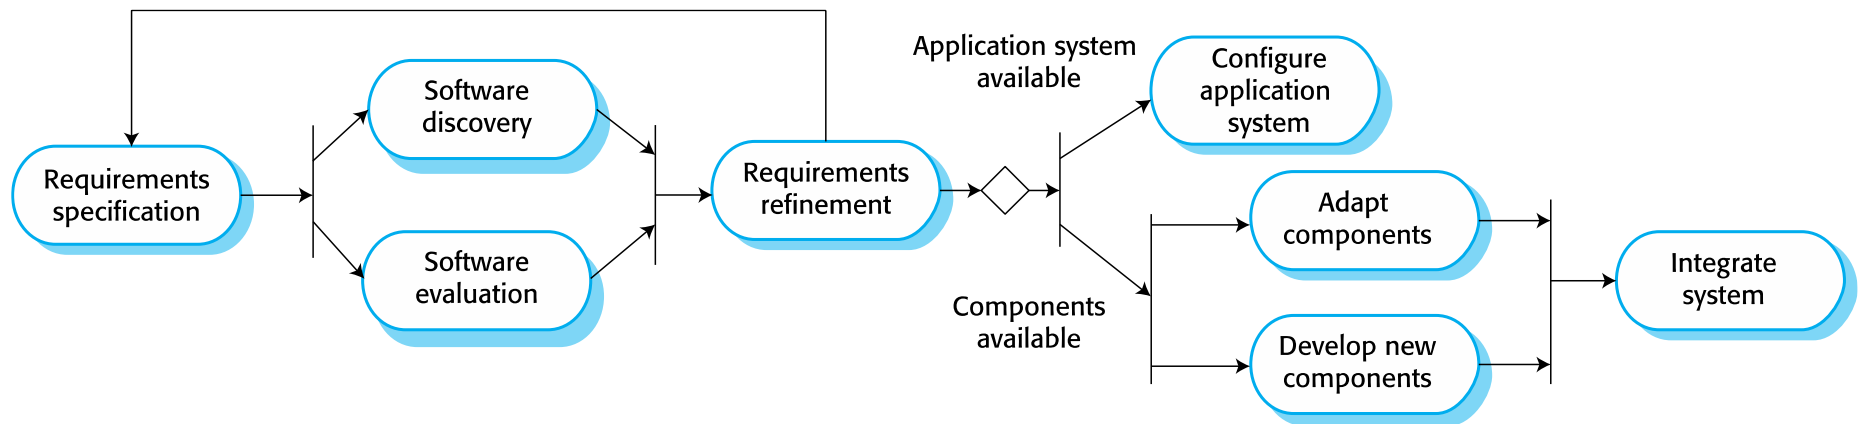 Requirements
specification
Software
discovery
Software
evaluation
Requirements
refinement
Application system
available
Configure
application
system
Components
available
Adapt
components
Develop new
components
Integrate
system